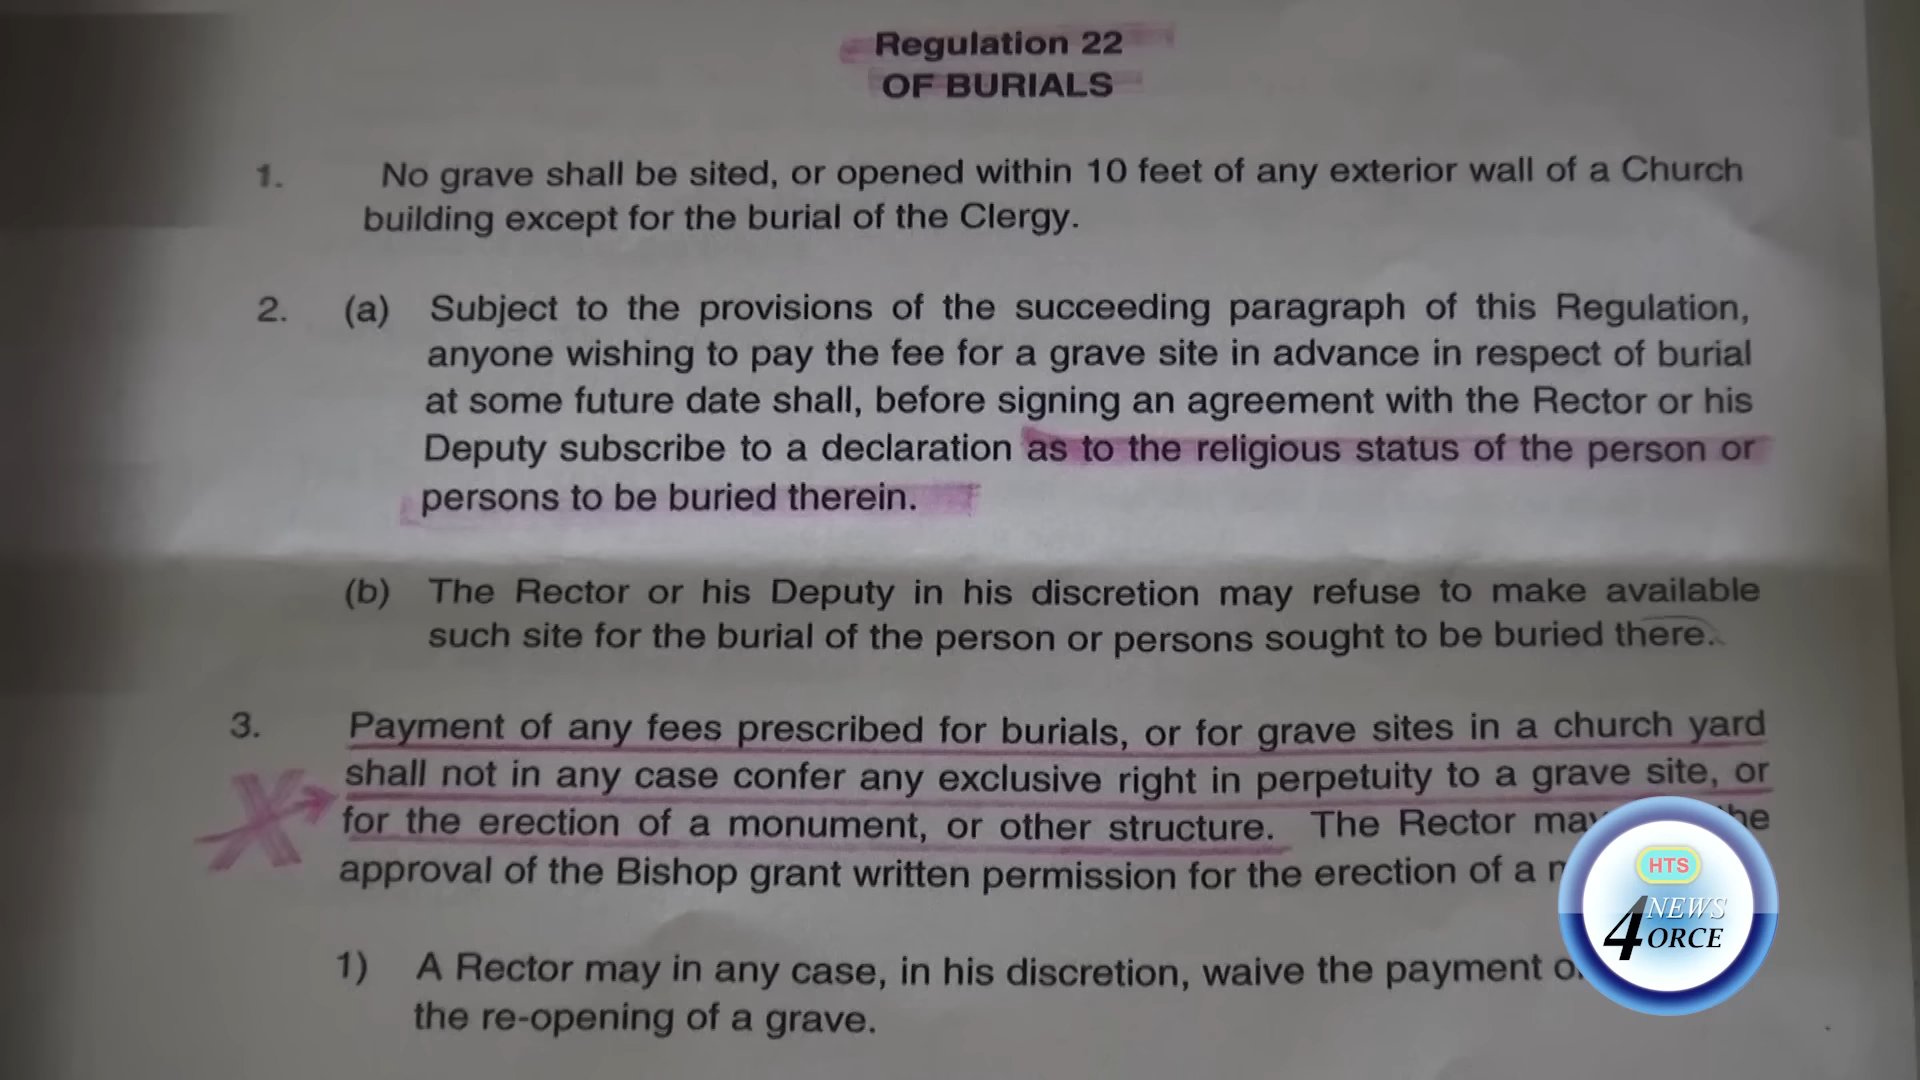 Regulation 22
OF BURIALS
1. No grave shall be sited, or opened within 10 feet of any exterior wall of a Church
building except for the burial of the Clergy.
2. (a) Subject to the provisions of the succeeding paragraph of this Regulation,
anyone wishing to pay the fee for a grave site in advance in respect of burial
at some future date shall, before signing an agreement with the Rector or his
Deputy subscribe to a declaration as to the religious status of the person or
persons to be buried therein.
(b) The Rector or his Deputy in his discretion may refuse to make available
such site for the burial of the person or persons sought to be buried there.
3. Payment of any fees prescribed for burials, or for grave sites in a church yard
shall not in any case confer any exclusive right in perpetuity to a grave site, or
for the erection of a monument, or other structure. The Rector may
approval of the Bishop grant written permission for the erection of a
1) A Rector may in any case, in his discretion, waive the payment
the re-opening of a grave.
HTS
4 NEWS
ORCE